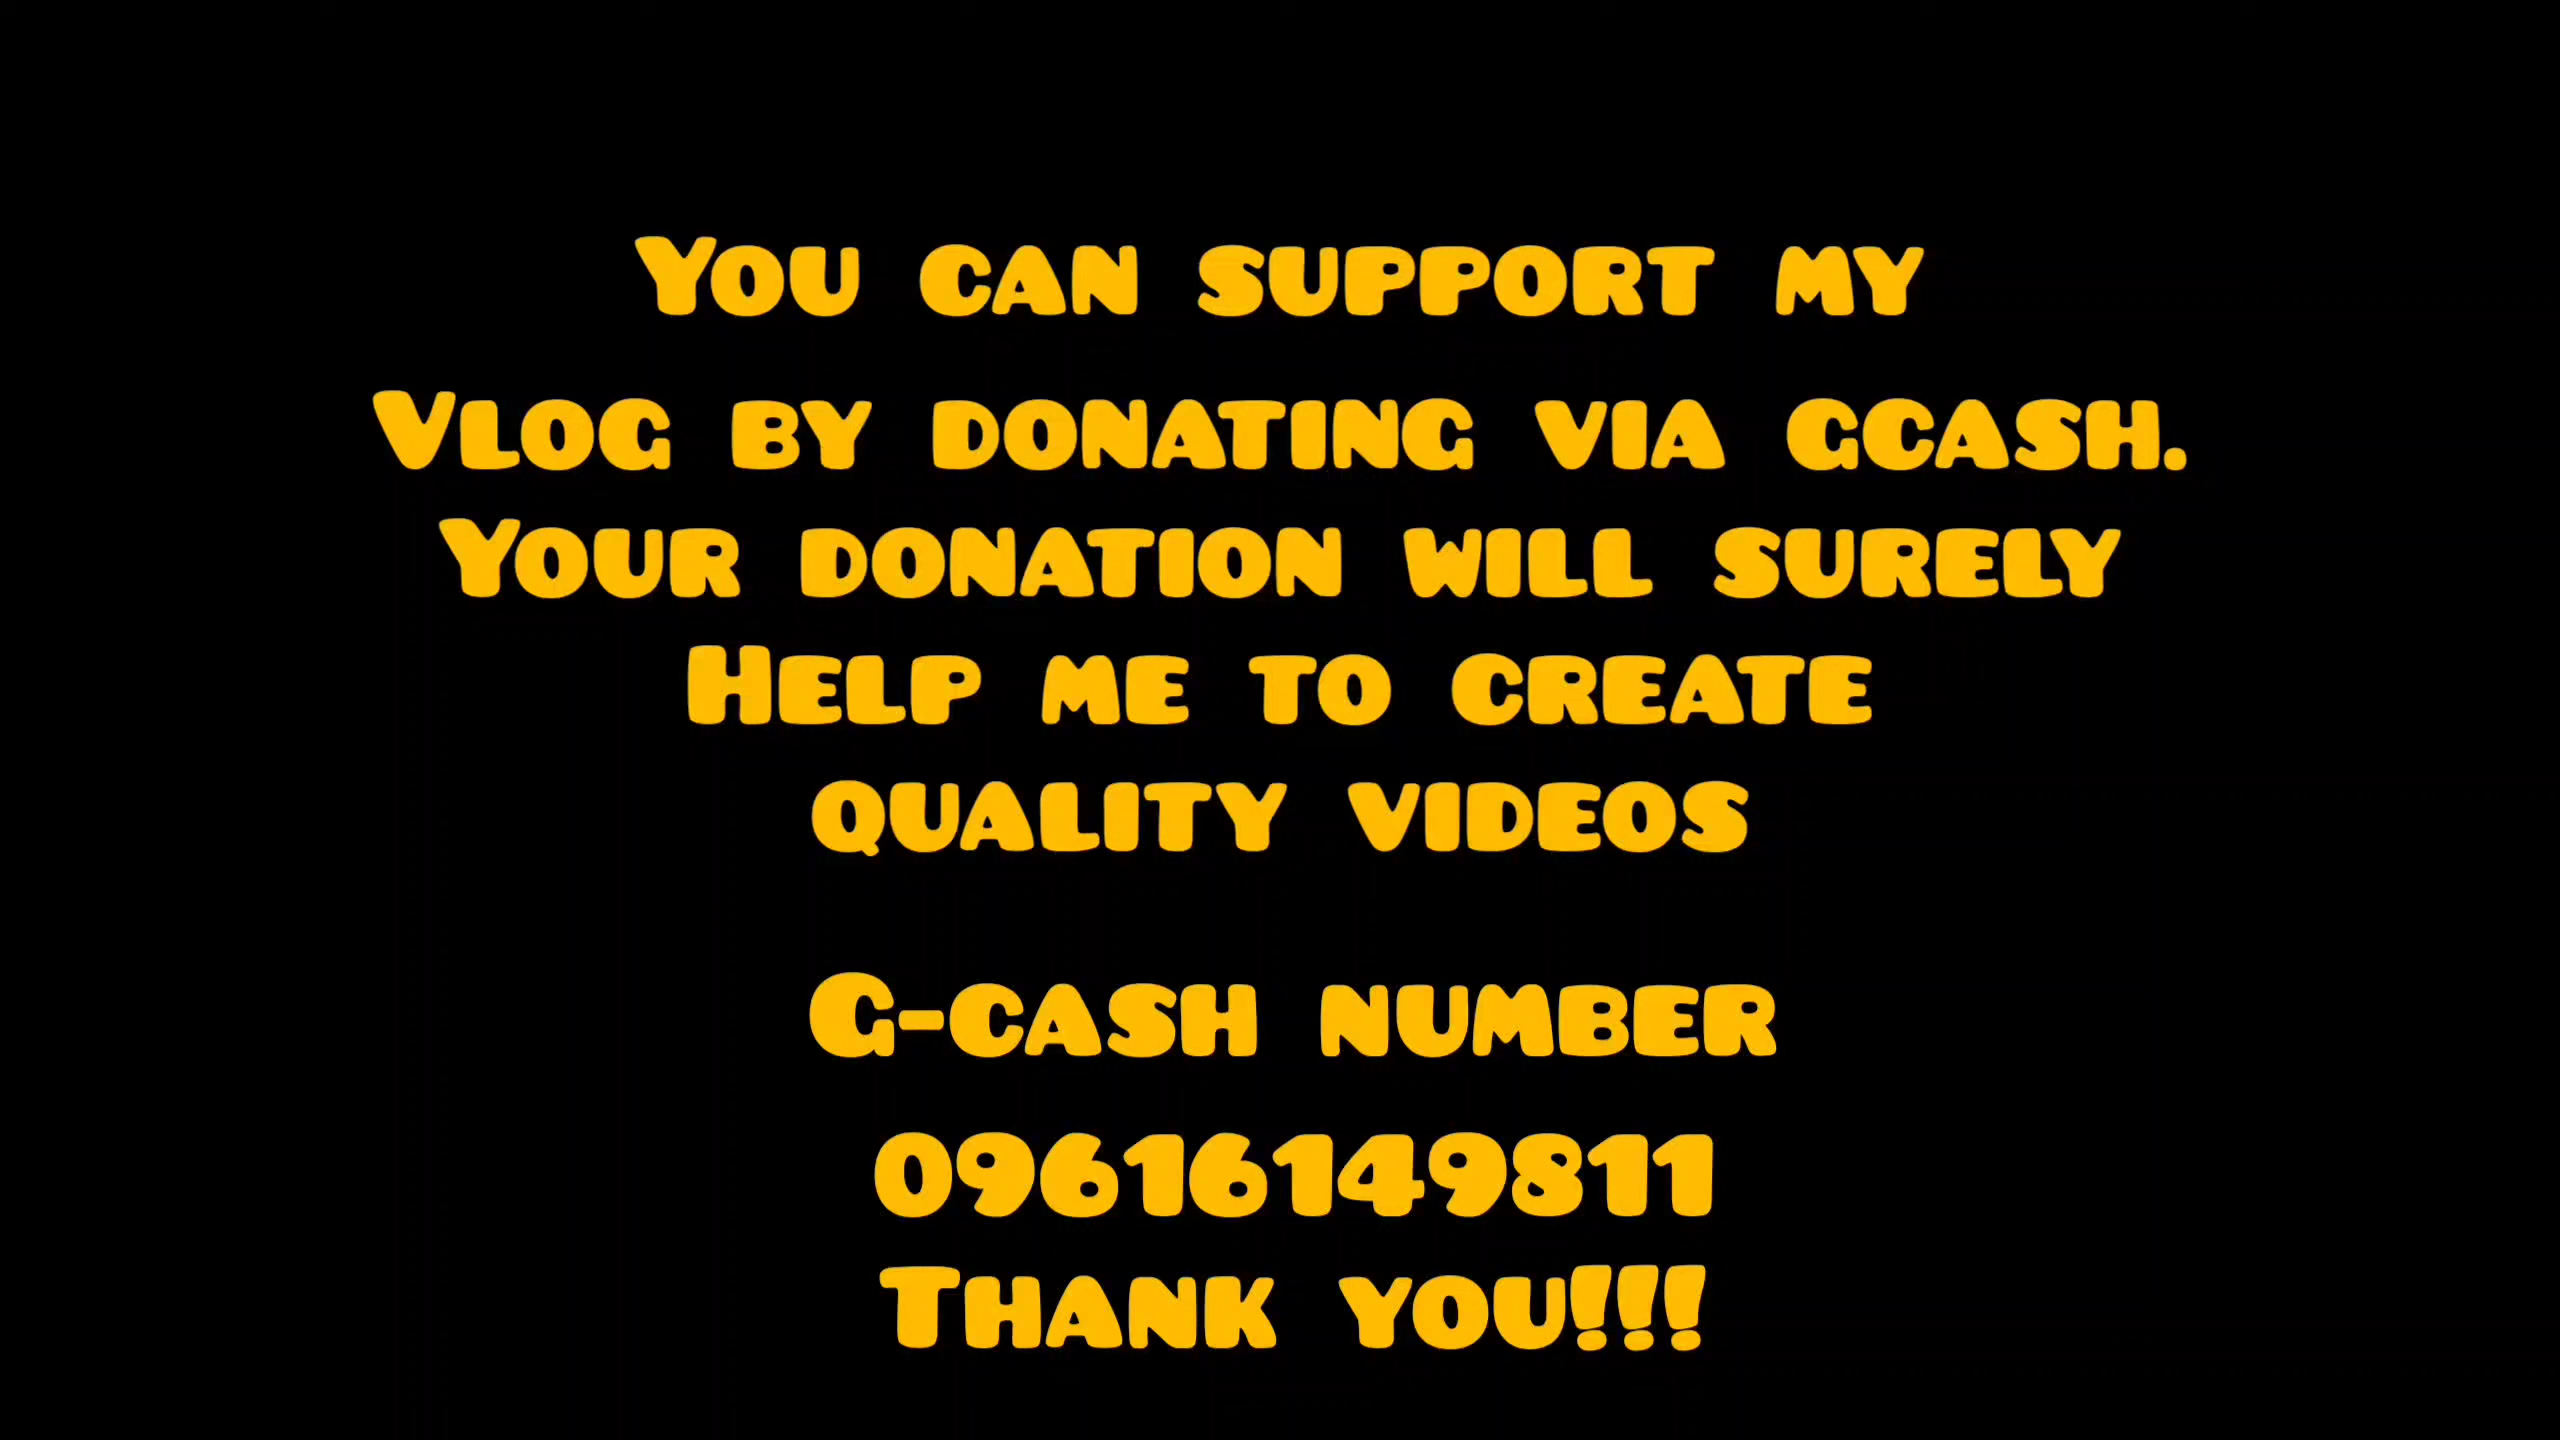 You can support my
Vlog by donating via gcash.
Your donation will surely
Help me to create
quality videos
G-cash number
09616149811
Thank you!!!